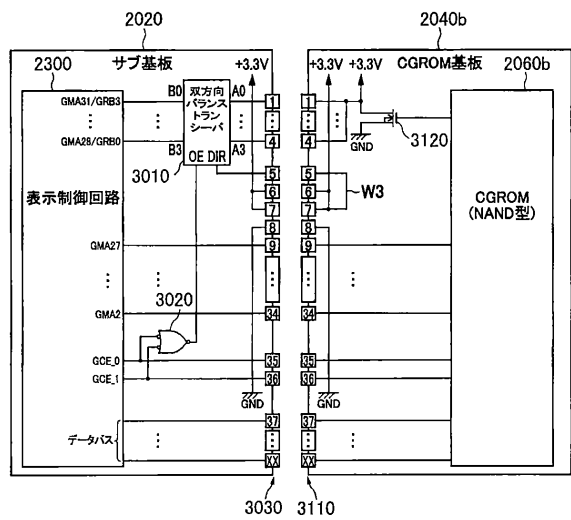 2020
2040b
2300
サブ基板
+3.3V
+3.3V
+3.3V
CGROM基板
2060b
GMA31/GRB3
B0
双方向
バランス
トラン
シーバ
A0
1
1
⋮
⋮
⋮
⋮
GMA28/GRB0
B3
A3
4
4
GND
3120
3010
OE DIR
5
5
6
6
W3
7
7
表示制御回路
CGROM
(NAND型)
8
8
GMA27
9
9
⋮
⋮
⋮
⋮
⋮
3020
GMA2
34
34
GCE_0
35
35
GCE_1
36
36
GND
GND
データバス
37
37
⋮
⋮
⋮
⋮
XX
XX
3030
3110